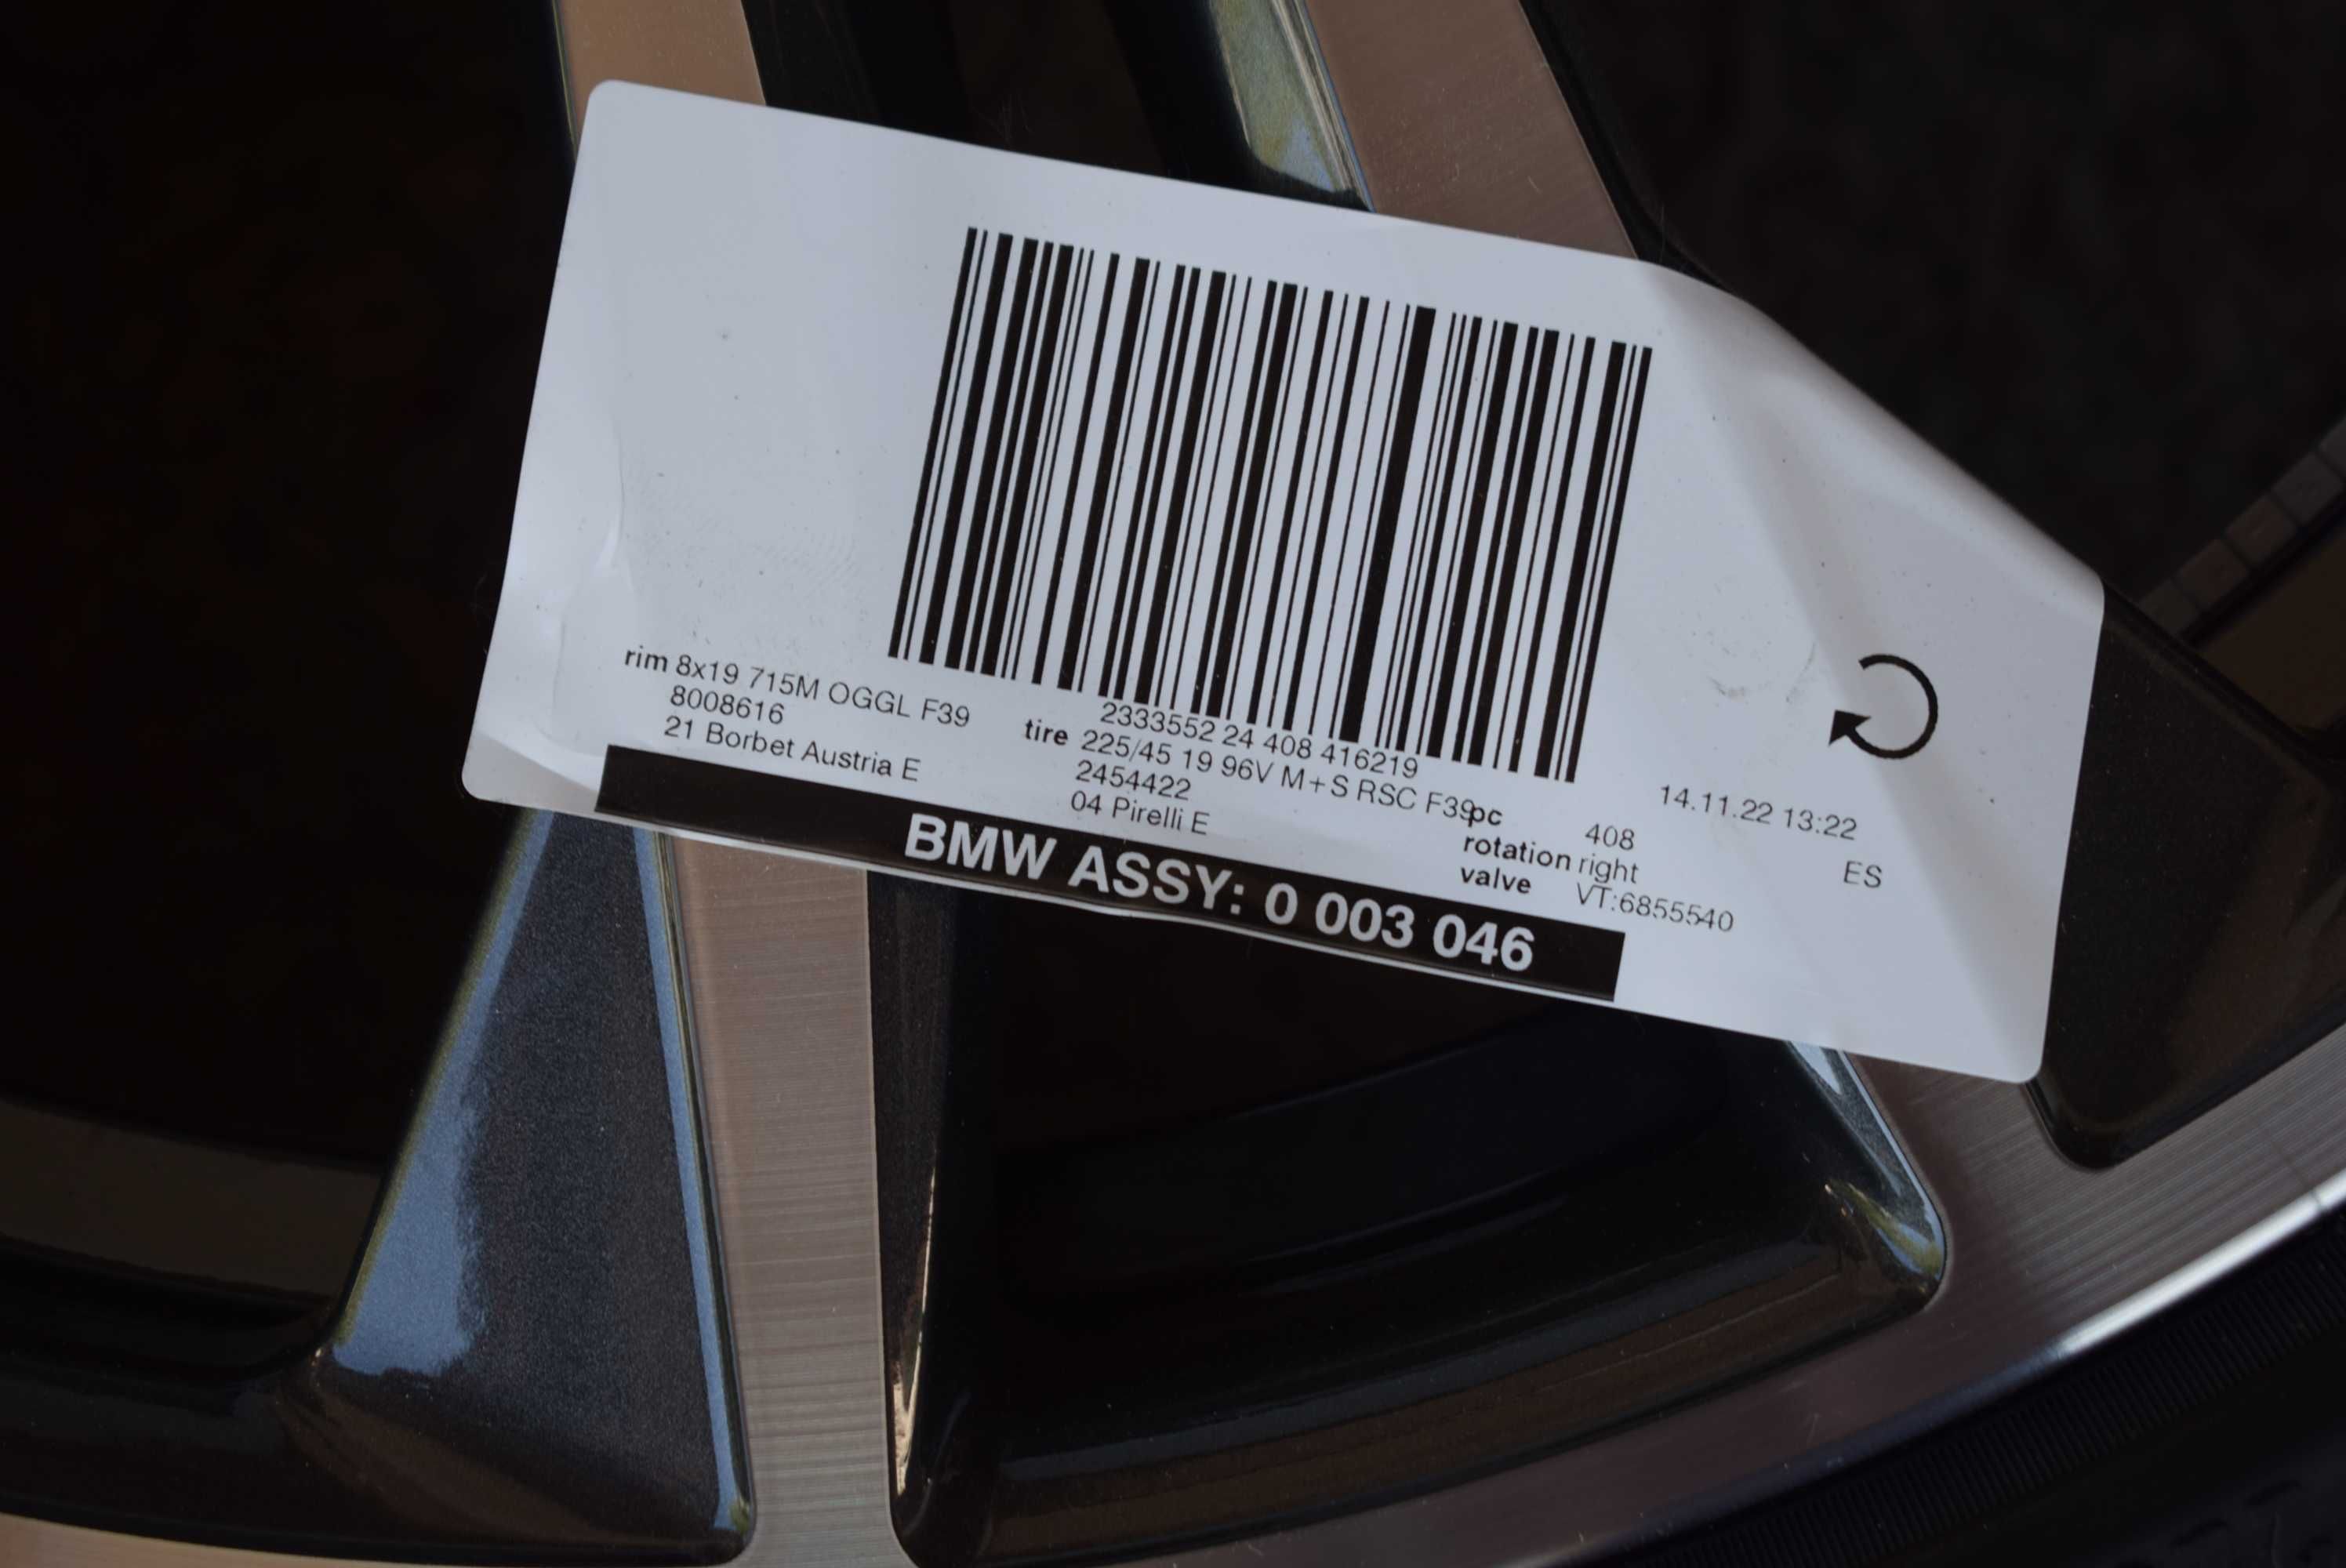 2333552 24 408 416219
rim 8x19 715M OGGL F39
8008616
21 Borbet Austria E
tire 225/45 19 96V M+S RSC F39
2454422
04 Pirelli E
pc 408
rotation right
valve VT:6855540
14.11.22 13:22
ES
BMW ASSY: 0 003 046